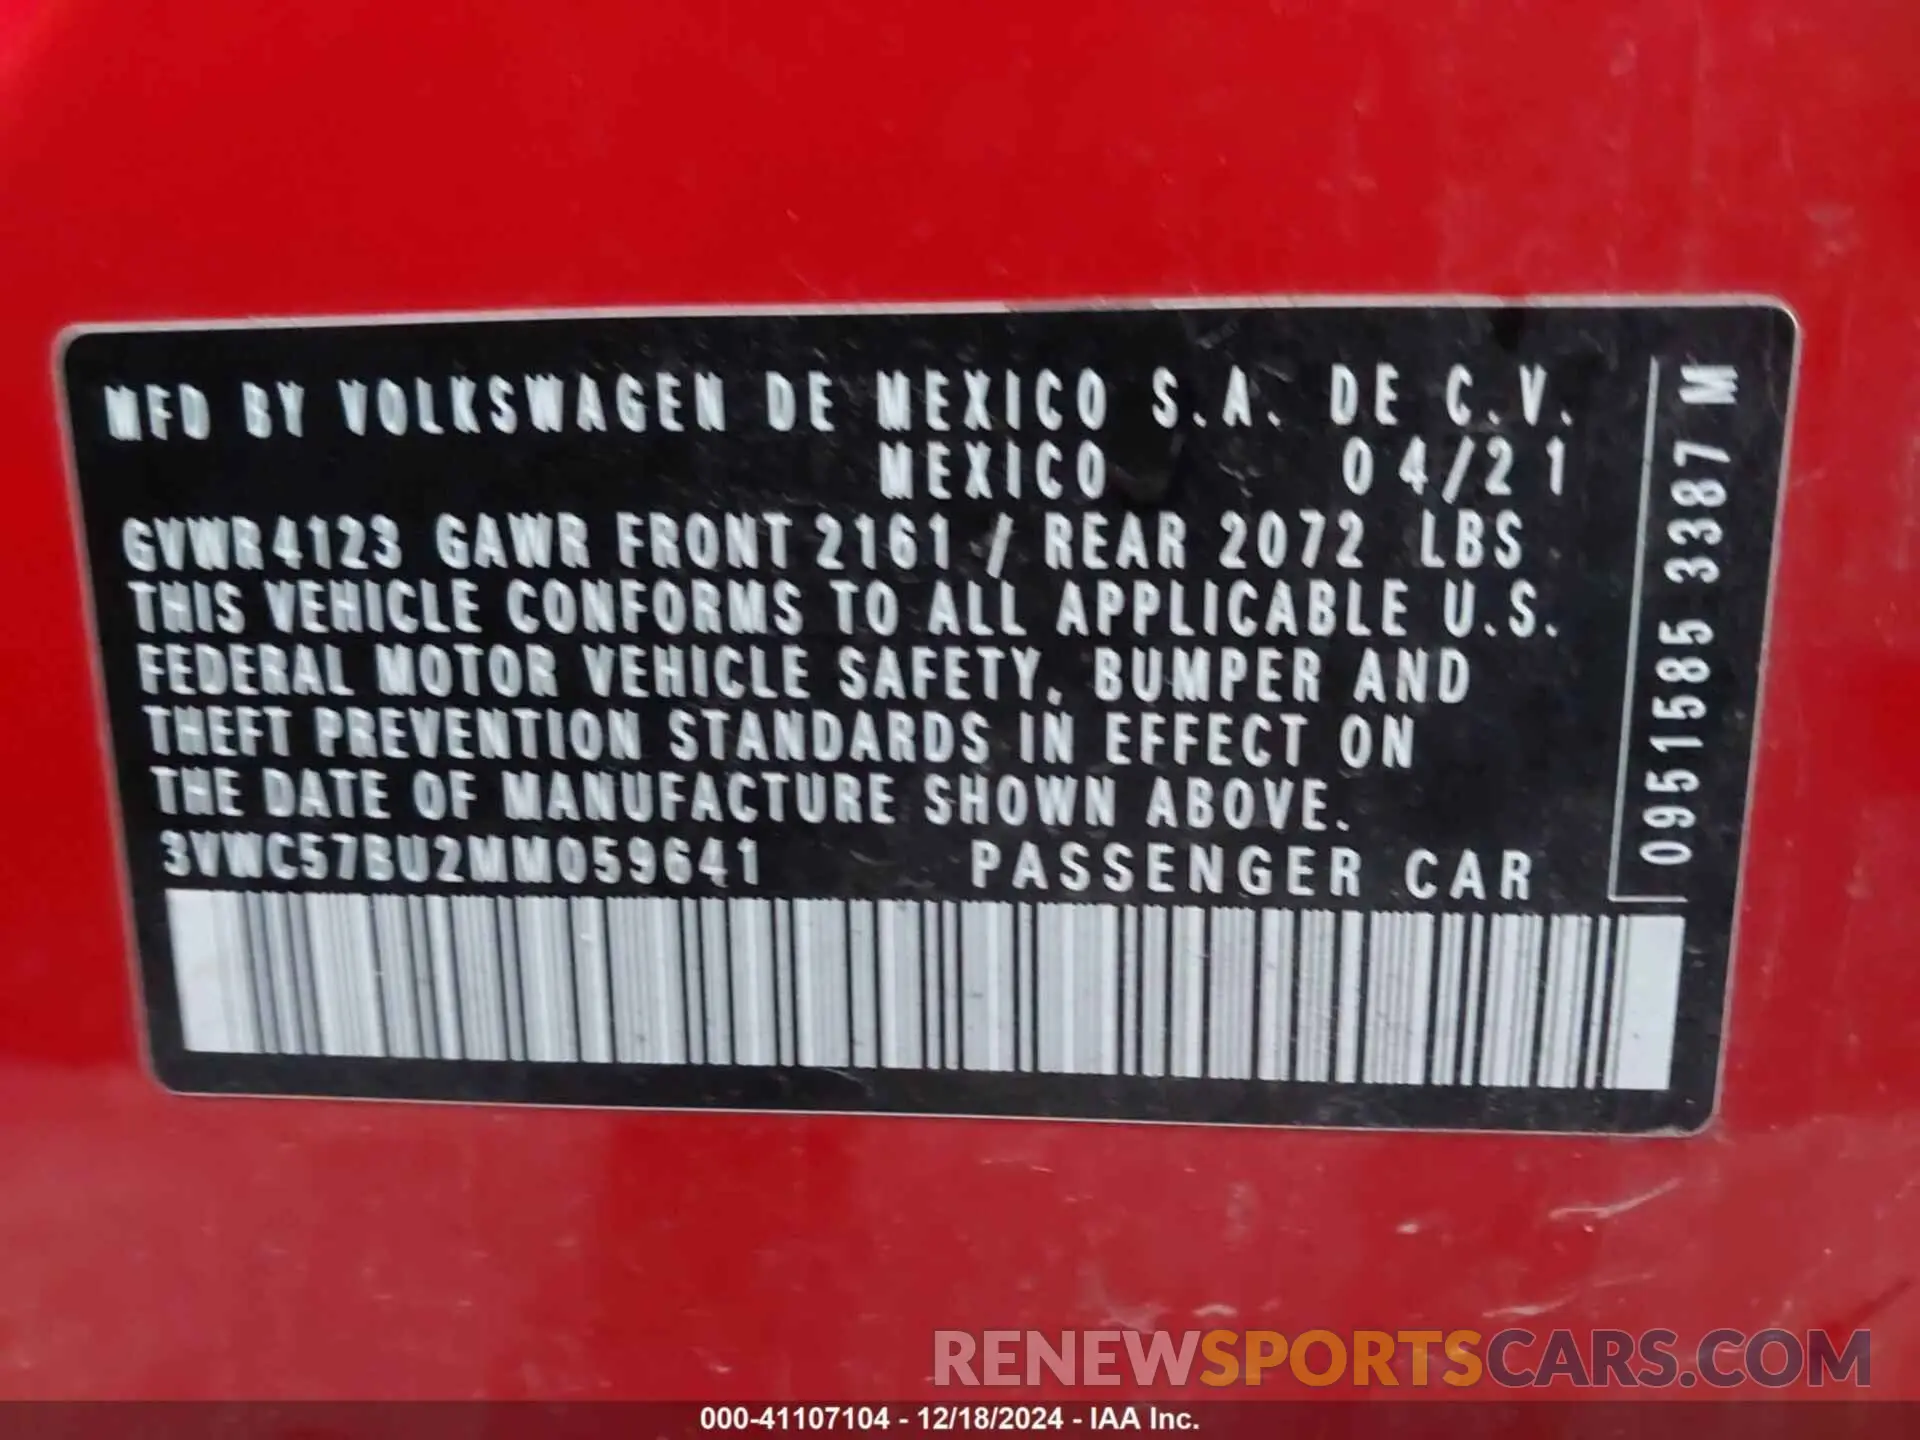 MFD BY VOLKSWAGEN DE MEXICO S.A. DE C.V.
MEXICO 04/21
GVWR 4123 GAWR FRONT 2161 / REAR 2072 LBS
THIS VEHICLE CONFORMS TO ALL APPLICABLE U.S.
FEDERAL MOTOR VEHICLE SAFETY, BUMPER AND
THEFT PREVENTION STANDARDS IN EFFECT ON
THE DATE OF MANUFACTURE SHOWN ABOVE.
3VWC57BU2MM059641 PASSENGER CAR
0951585 3387 M
RENEWSPORTSCARS.COM
000-41107104 - 12/18/2024 - IAA Inc.